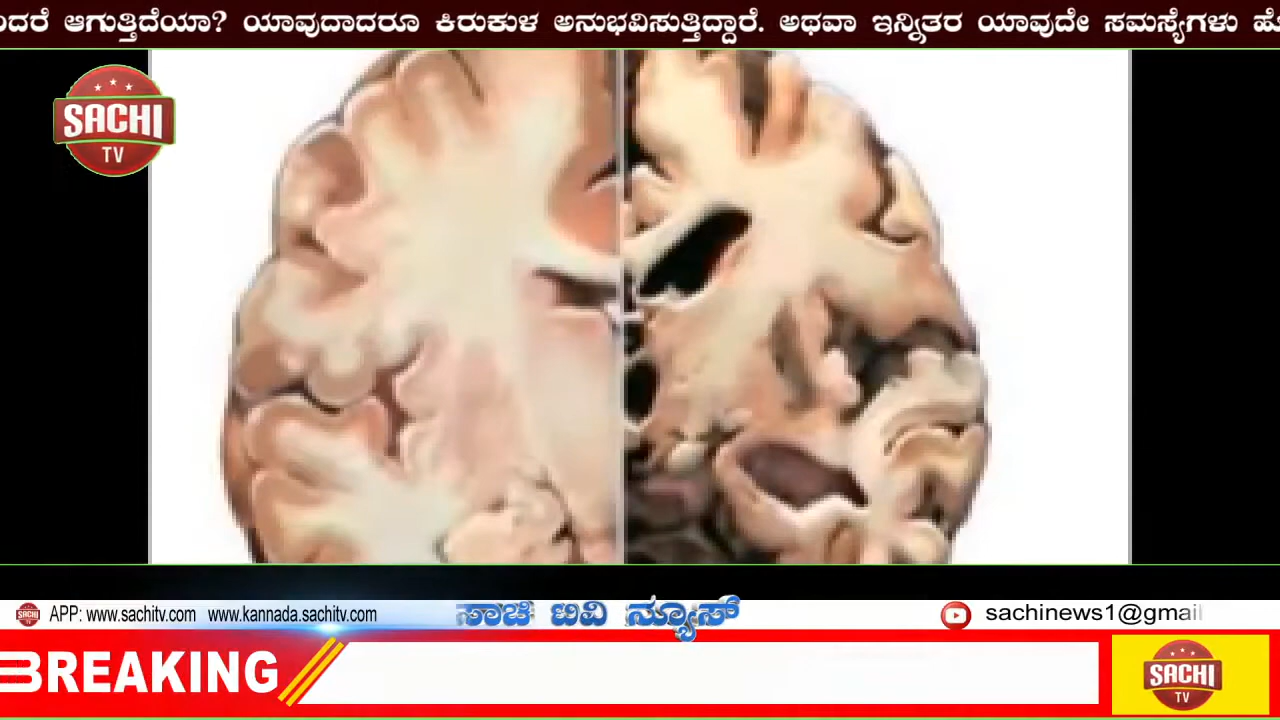 ಆಗುತ್ತಿದೆಯಾ? ಯಾವುದಾದರೂ ಕಿರುಕುಳ ಅನುಭವಿಸುತ್ತಿದ್ದಾರೆ. ಅಥವಾ ಇನ್ನಿತರ ಯಾವುದೇ ಸಮಸ್ಯೆಗಳು
SACHI
TV
APP: www.sachitv.com www.kannada.sachitv.com ಸಾಚಿ ಟಿವಿ ನ್ಯೂಸ್ sachinews1@gmail
BREAKING
SACHI
TV